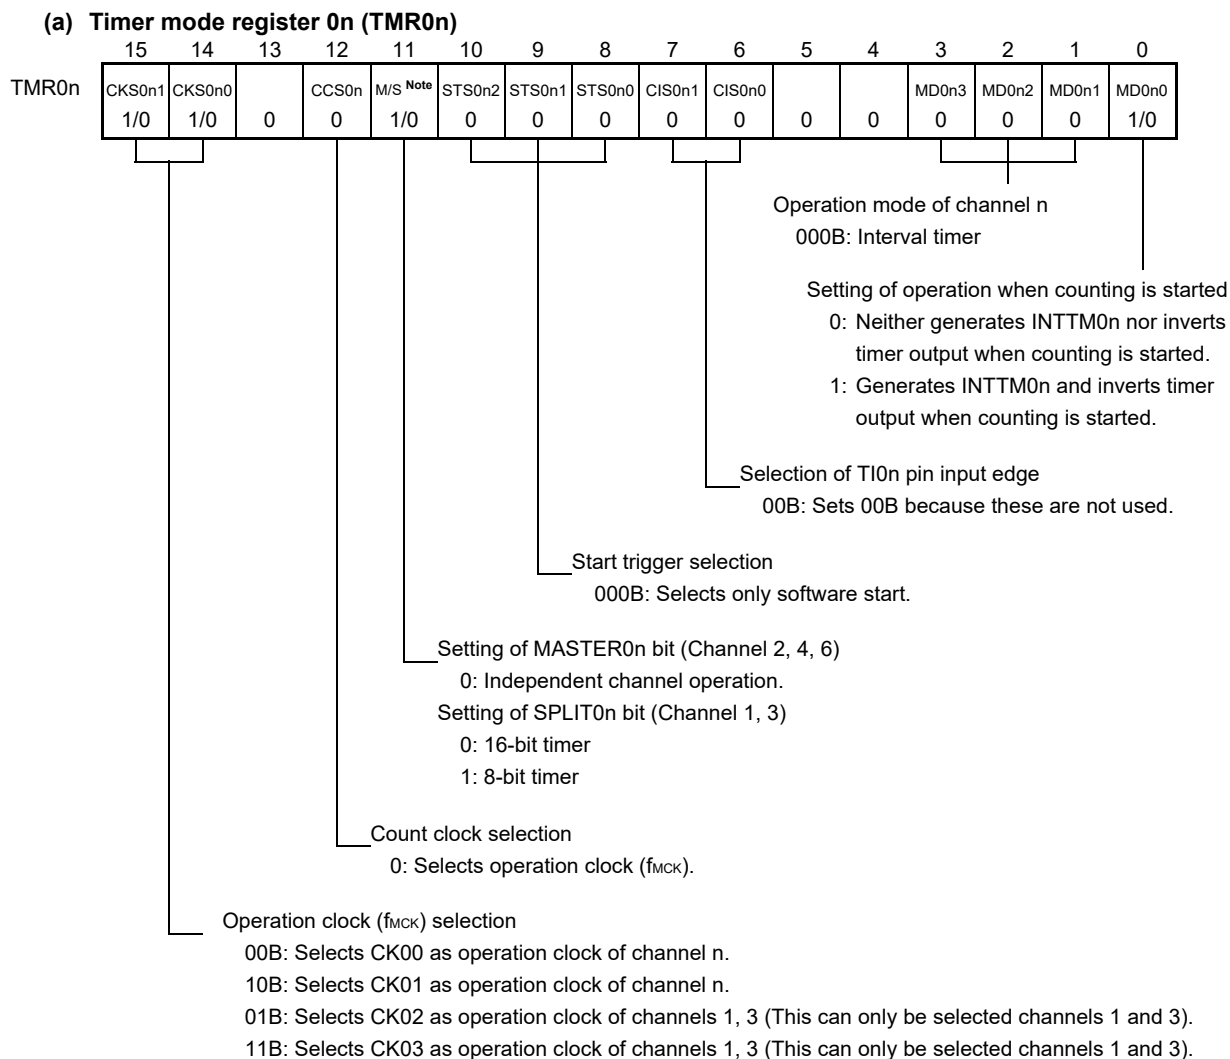 (a) Timer mode register 0n (TMR0n)
15 14 13 12 11 10 9 8 7 6 5 4 3 2 1 0
TMR0n CKS0n1 CKS0n0 CCS0n M/S Note STS0n2 STS0n1 STS0n0 CIS0n1 CIS0n0 MD0n3 MD0n2 MD0n1 MD0n0
1/0 1/0 0 0 1/0 0 0 0 0 0 0 0 0 0 0 1/0
Operation mode of channel n
000B: Interval timer
Setting of operation when counting is started
0: Neither generates INTTM0n nor inverts
timer output when counting is started.
1: Generates INTTM0n and inverts timer
output when counting is started.
Selection of TI0n pin input edge
00B: Sets 00B because these are not used.
Start trigger selection
000B: Selects only software start.
Setting of MASTER0n bit (Channel 2, 4, 6)
0: Independent channel operation.
Setting of SPLIT0n bit (Channel 1, 3)
0: 16-bit timer
1: 8-bit timer
Count clock selection
0: Selects operation clock (fMCK).
Operation clock (fMCK) selection
00B: Selects CK00 as operation clock of channel n.
10B: Selects CK01 as operation clock of channel n.
01B: Selects CK02 as operation clock of channels 1, 3 (This can only be selected channels 1 and 3).
11B: Selects CK03 as operation clock of channels 1, 3 (This can only be selected channels 1 and 3).